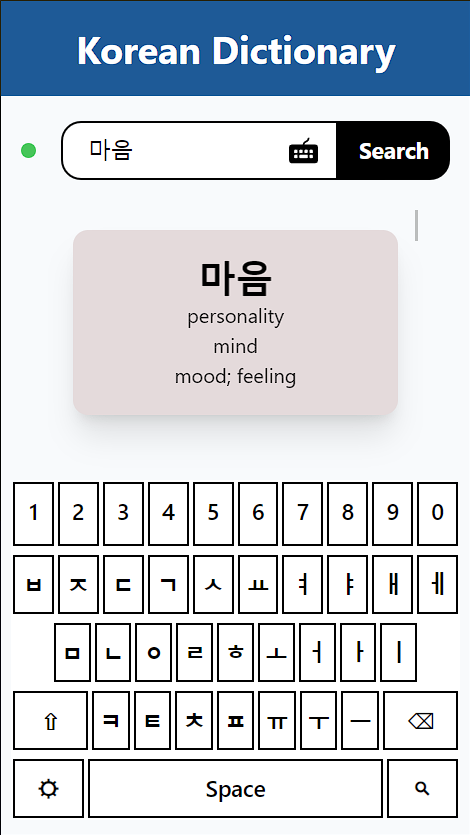 Korean Dictionary
마음 Search
마음
personality
mind
mood; feeling
1 2 3 4 5 6 7 8 9 0
ㅂ ㅈ ㄷ ㄱ ㅅ ㅛ ㅕ ㅑ ㅐ ㅔ
ㅁ ㄴ ㅇ ㄹ ㅎ ㅗ ㅓ ㅏ ㅣ
⇧ ㅋ ㅌ ㅊ ㅍ ㅠ ㅜ ㅡ ⌫
Space